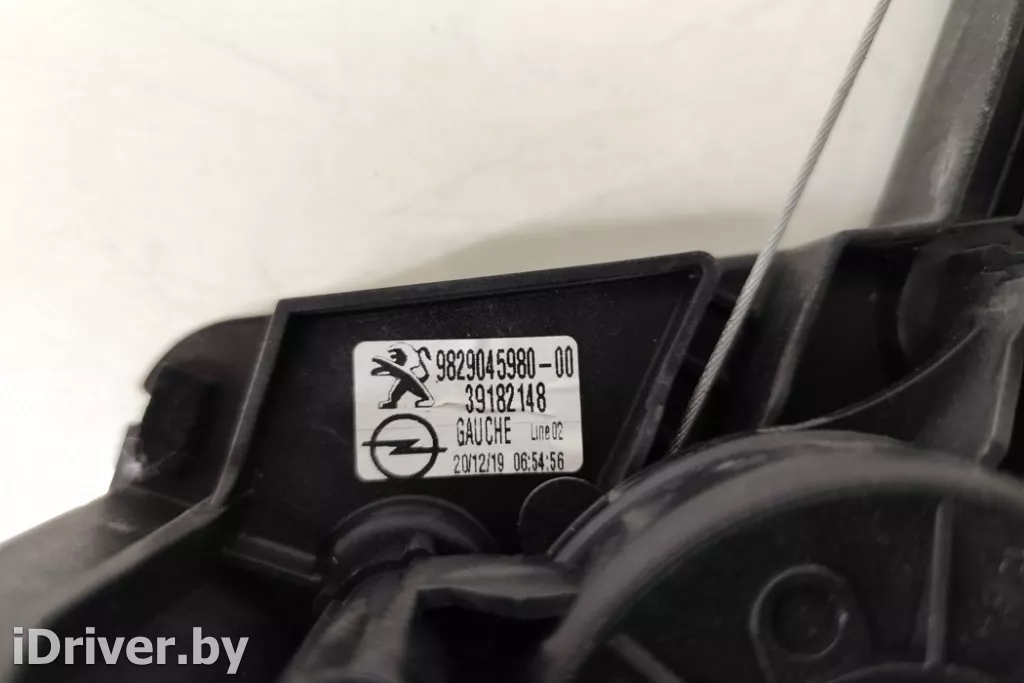 9829045980-00
39182148
GAUCHE Line 02
20/12/19 06:54:56
iDriver.by